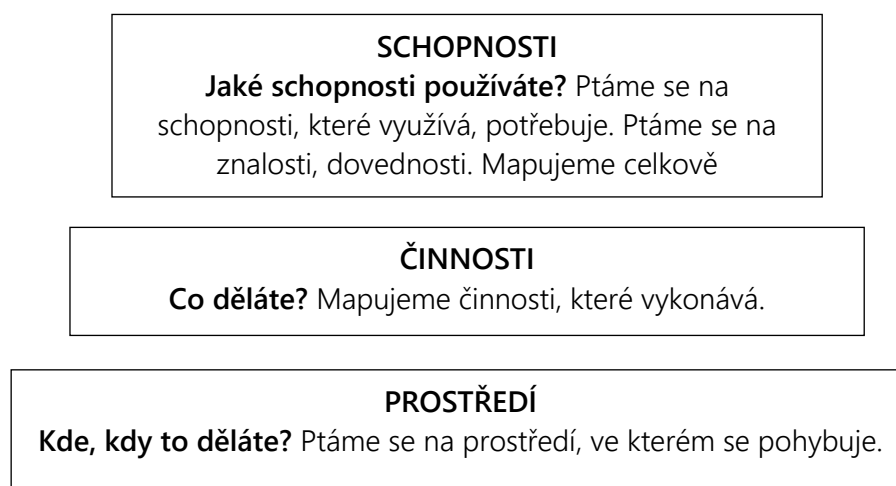 SCHOPNOSTI
Jaké schopnosti používáte? Ptáme se na
schopnosti, které využívá, potřebuje. Ptáme se na
znalosti, dovednosti. Mapujeme celkově
ČINNOSTI
Co děláte? Mapujeme činnosti, které vykonává.
PROSTŘEDÍ
Kde, kdy to děláte? Ptáme se na prostředí, ve kterém se pohybuje.